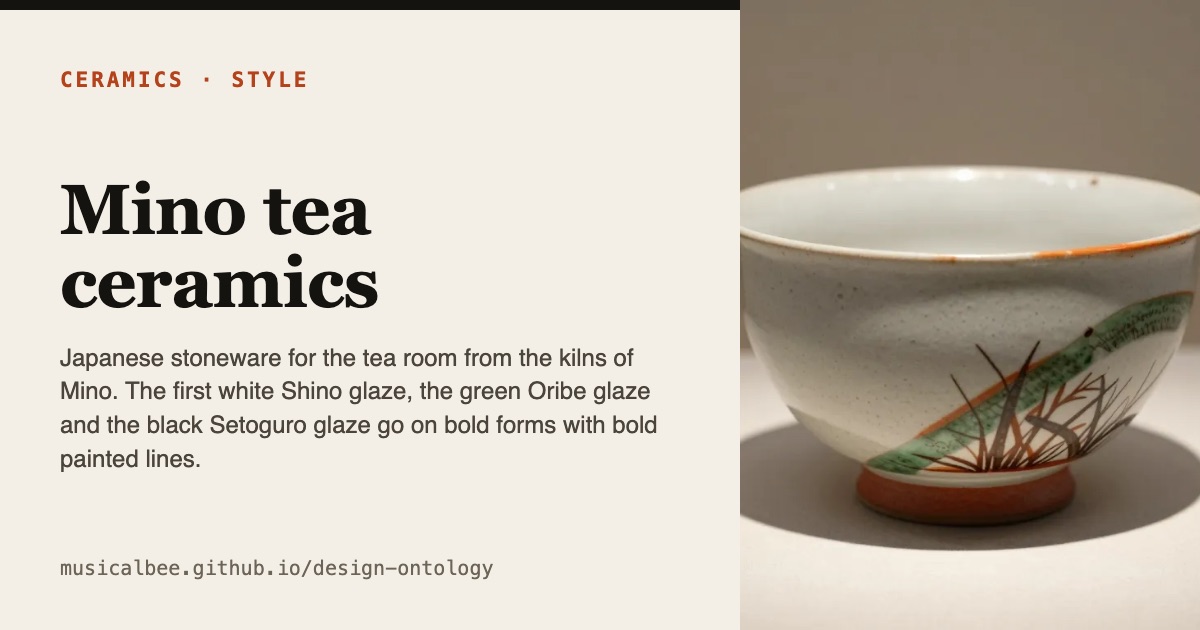 CERAMICS · STYLE
Mino tea
ceramics
Japanese stoneware for the tea room from the kilns of
Mino. The first white Shino glaze, the green Oribe glaze
and the black Setoguro glaze go on bold forms with bold
painted lines.
musicalbee.github.io/design-ontology